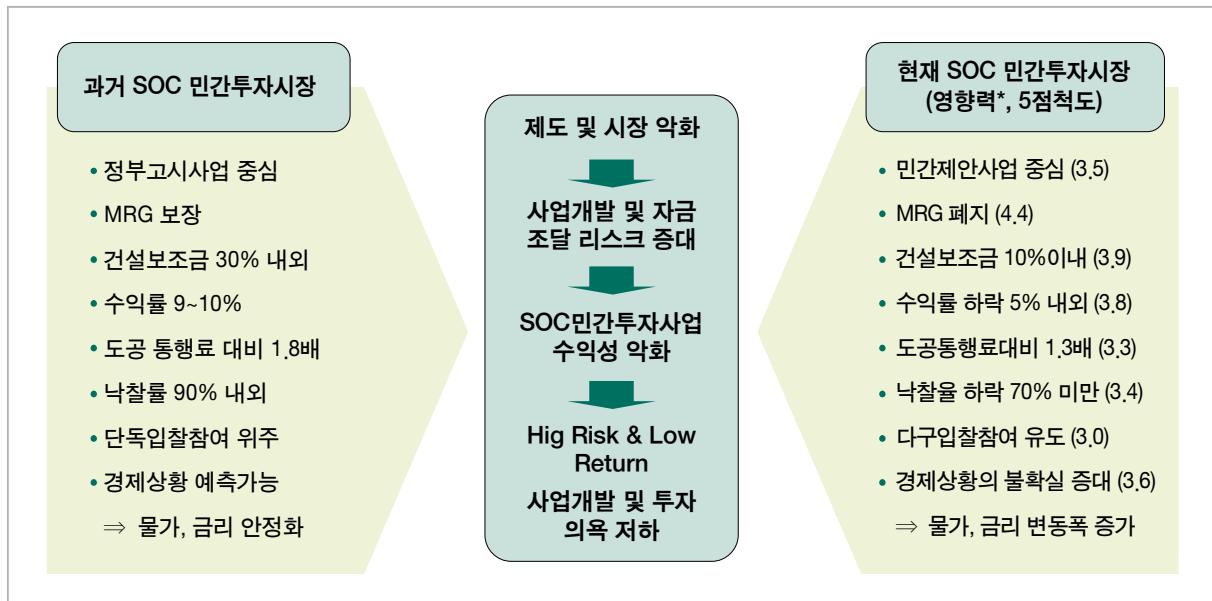 과거 SOC 민간투자시장
• 정부고시사업 중심
• MRG 보장
• 건설보조금 30% 내외
• 수익률 9~10%
• 도공 통행료 대비 1.8배
• 낙찰률 90% 내외
• 단독입찰참여 위주
• 경제상황 예측가능
⇒ 물가, 금리 안정화
제도 및 시장 악화
사업개발 및 자금
조달 리스크 증대
SOC민간투자사업
수익성 악화
Hig Risk & Low
Return
사업개발 및 투자
의욕 저하
현재 SOC 민간투자시장
(영향력*, 5점척도)
• 민간제안사업 중심 (3.5)
• MRG 폐지 (4.4)
• 건설보조금 10%이내 (3.9)
• 수익률 하락 5% 내외 (3.8)
• 도공통행료대비 1.3배 (3.3)
• 낙찰율 하락 70% 미만 (3.4)
• 다구입찰참여 유도 (3.0)
• 경제상황의 불확실 증대 (3.6)
⇒ 물가, 금리 변동폭 증가